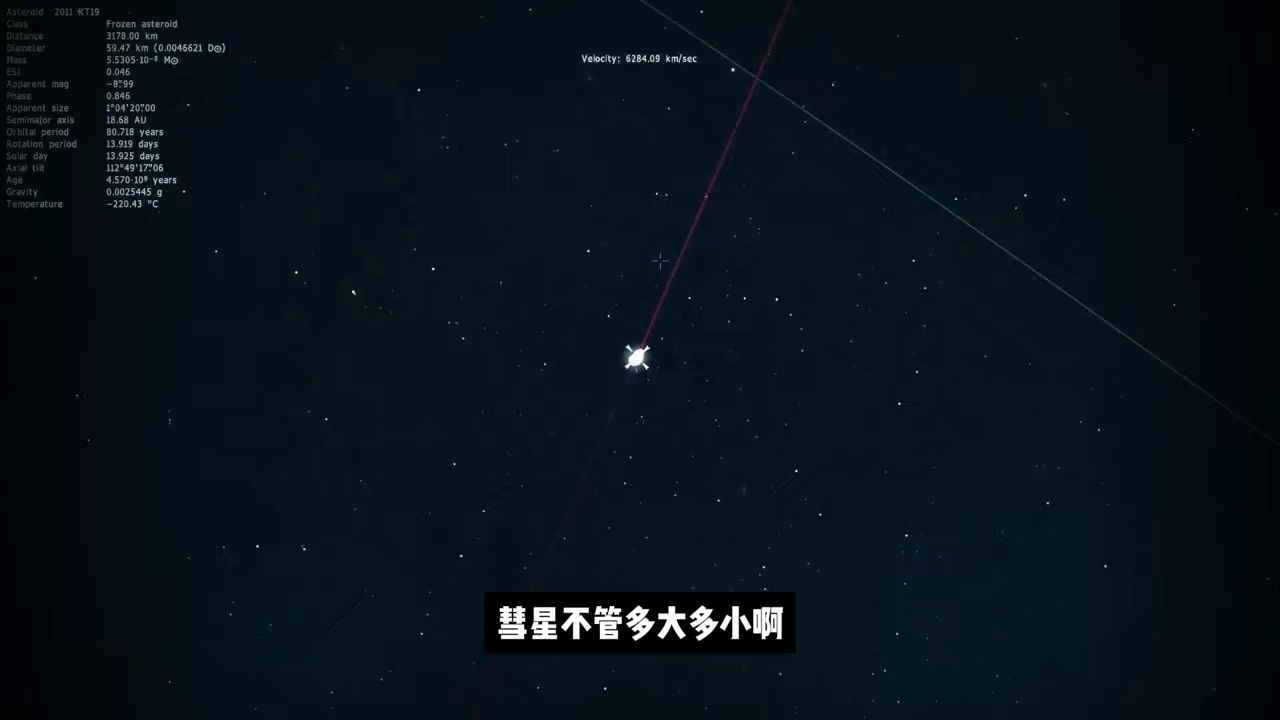 Asteroid 2011 KT19
Class Frozen asteroid
Distance 3178.00 km
Diameter 59.47 km (0.0046621 D⊙)
Mass 5.5305·10⁻⁸ M⊙
ESI 0.046
Apparent mag −8ᵐ99
Phase 0.846
Apparent size 1°04'20"00
Semimajor axis 18.68 AU
Orbital period 80.718 years
Rotation period 13.919 days
Solar day 13.925 days
Axial tilt 112°49'17"06
Age 4.570·10⁹ years
Gravity 0.0025445 g
Temperature −220.43 °C
Velocity: 6284.09 km/sec
彗星不管多大多小啊